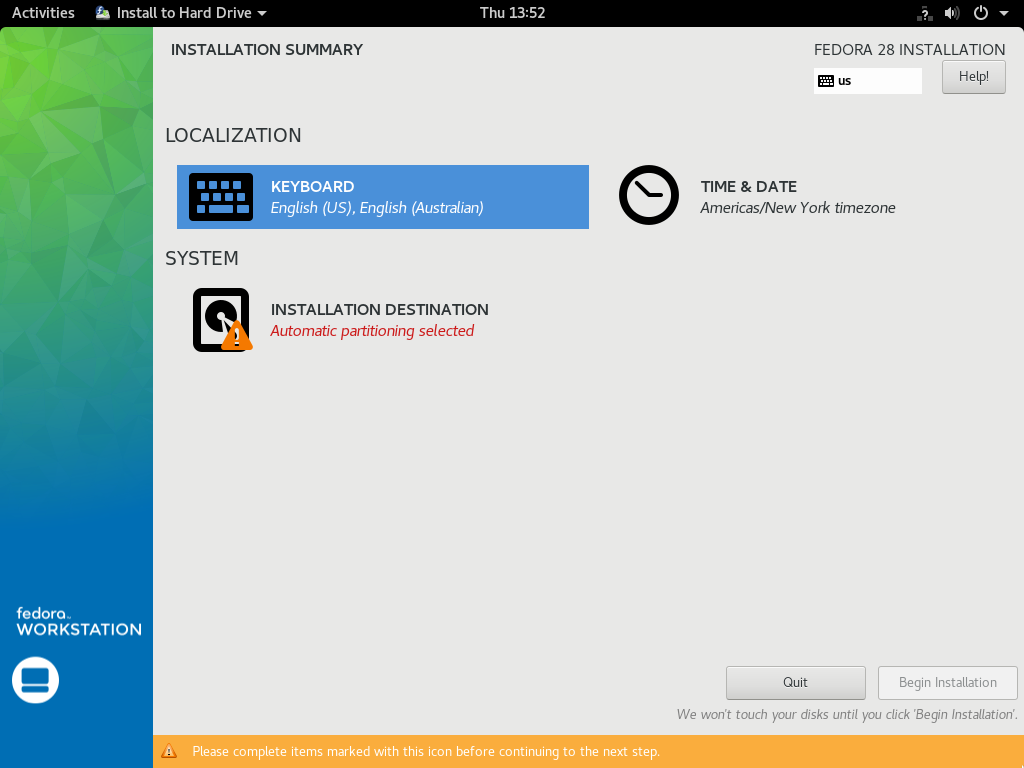 Activities Install to Hard Drive Thu 13:52
INSTALLATION SUMMARY
FEDORA 28 INSTALLATION
us
Help!
LOCALIZATION
KEYBOARD
English (US), English (Australian)
TIME & DATE
Americas/New York timezone
SYSTEM
INSTALLATION DESTINATION
Automatic partitioning selected
fedora
WORKSTATION
Quit
Begin Installation
We won't touch your disks until you click 'Begin Installation'.
Please complete items marked with this icon before continuing to the next step.